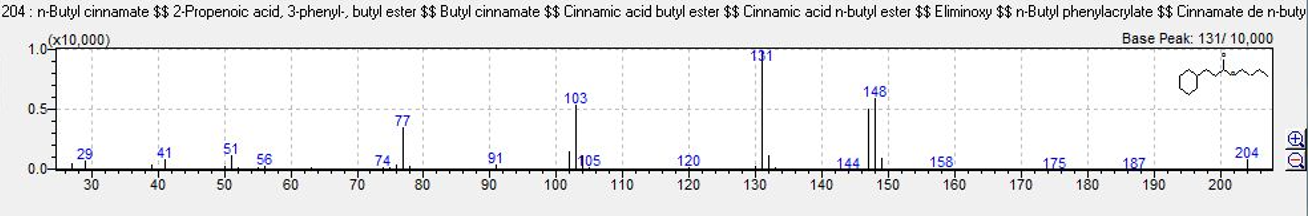 204 : n-Butyl cinnamate $$ 2-Propenoic acid, 3-phenyl-, butyl ester $$ Butyl cinnamate $$ Cinnamic acid butyl ester $$ Cinnamic acid n-butyl ester $$ Eliminoxy $$ n-Butyl phenylacrylate $$ Cinnamate de n-buty
(x10,000)
Base Peak: 131/ 10,000
1.0
0.5
0.0
29 41 51 56 74 77 91 103 105 120 131 144 148 158 175 187 204
30 40 50 60 70 80 90 100 110 120 130 140 150 160 170 180 190 200